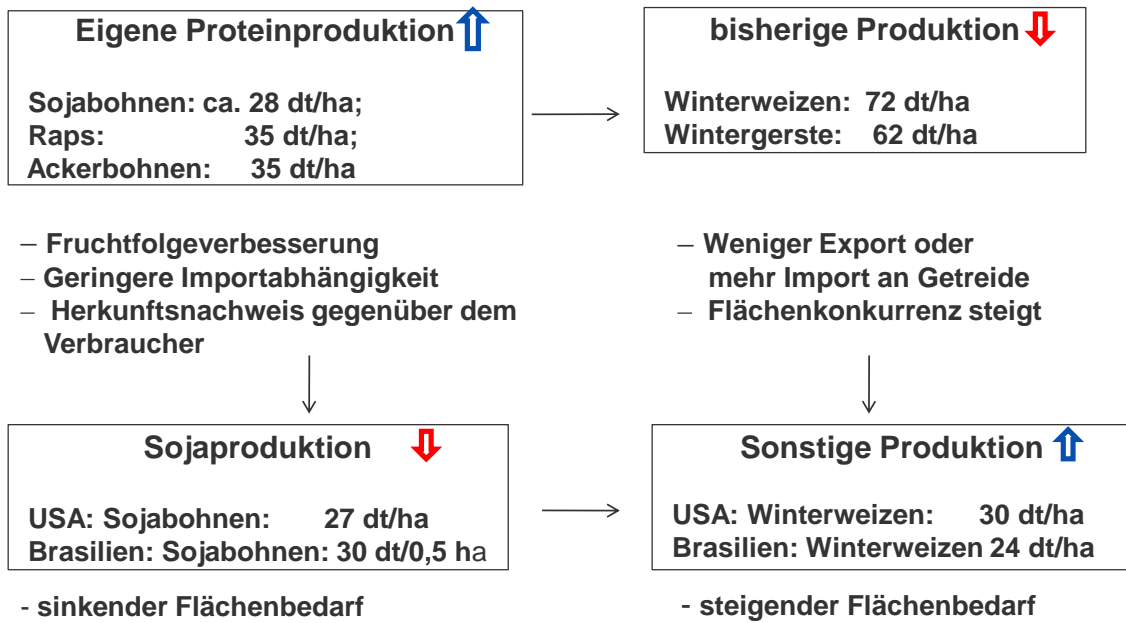 Eigene Proteinproduktion
Sojabohnen: ca. 28 dt/ha;
Raps: 35 dt/ha;
Ackerbohnen: 35 dt/ha
bisherige Produktion
Winterweizen: 72 dt/ha
Wintergerste: 62 dt/ha
– Fruchtfolgeverbesserung
– Geringere Importabhängigkeit
– Herkunftsnachweis gegenüber dem
Verbraucher
– Weniger Export oder
mehr Import an Getreide
– Flächenkonkurrenz steigt
Sojaproduktion
USA: Sojabohnen: 27 dt/ha
Brasilien: Sojabohnen: 30 dt/0,5 ha
Sonstige Produktion
USA: Winterweizen: 30 dt/ha
Brasilien: Winterweizen 24 dt/ha
- sinkender Flächenbedarf
- steigender Flächenbedarf